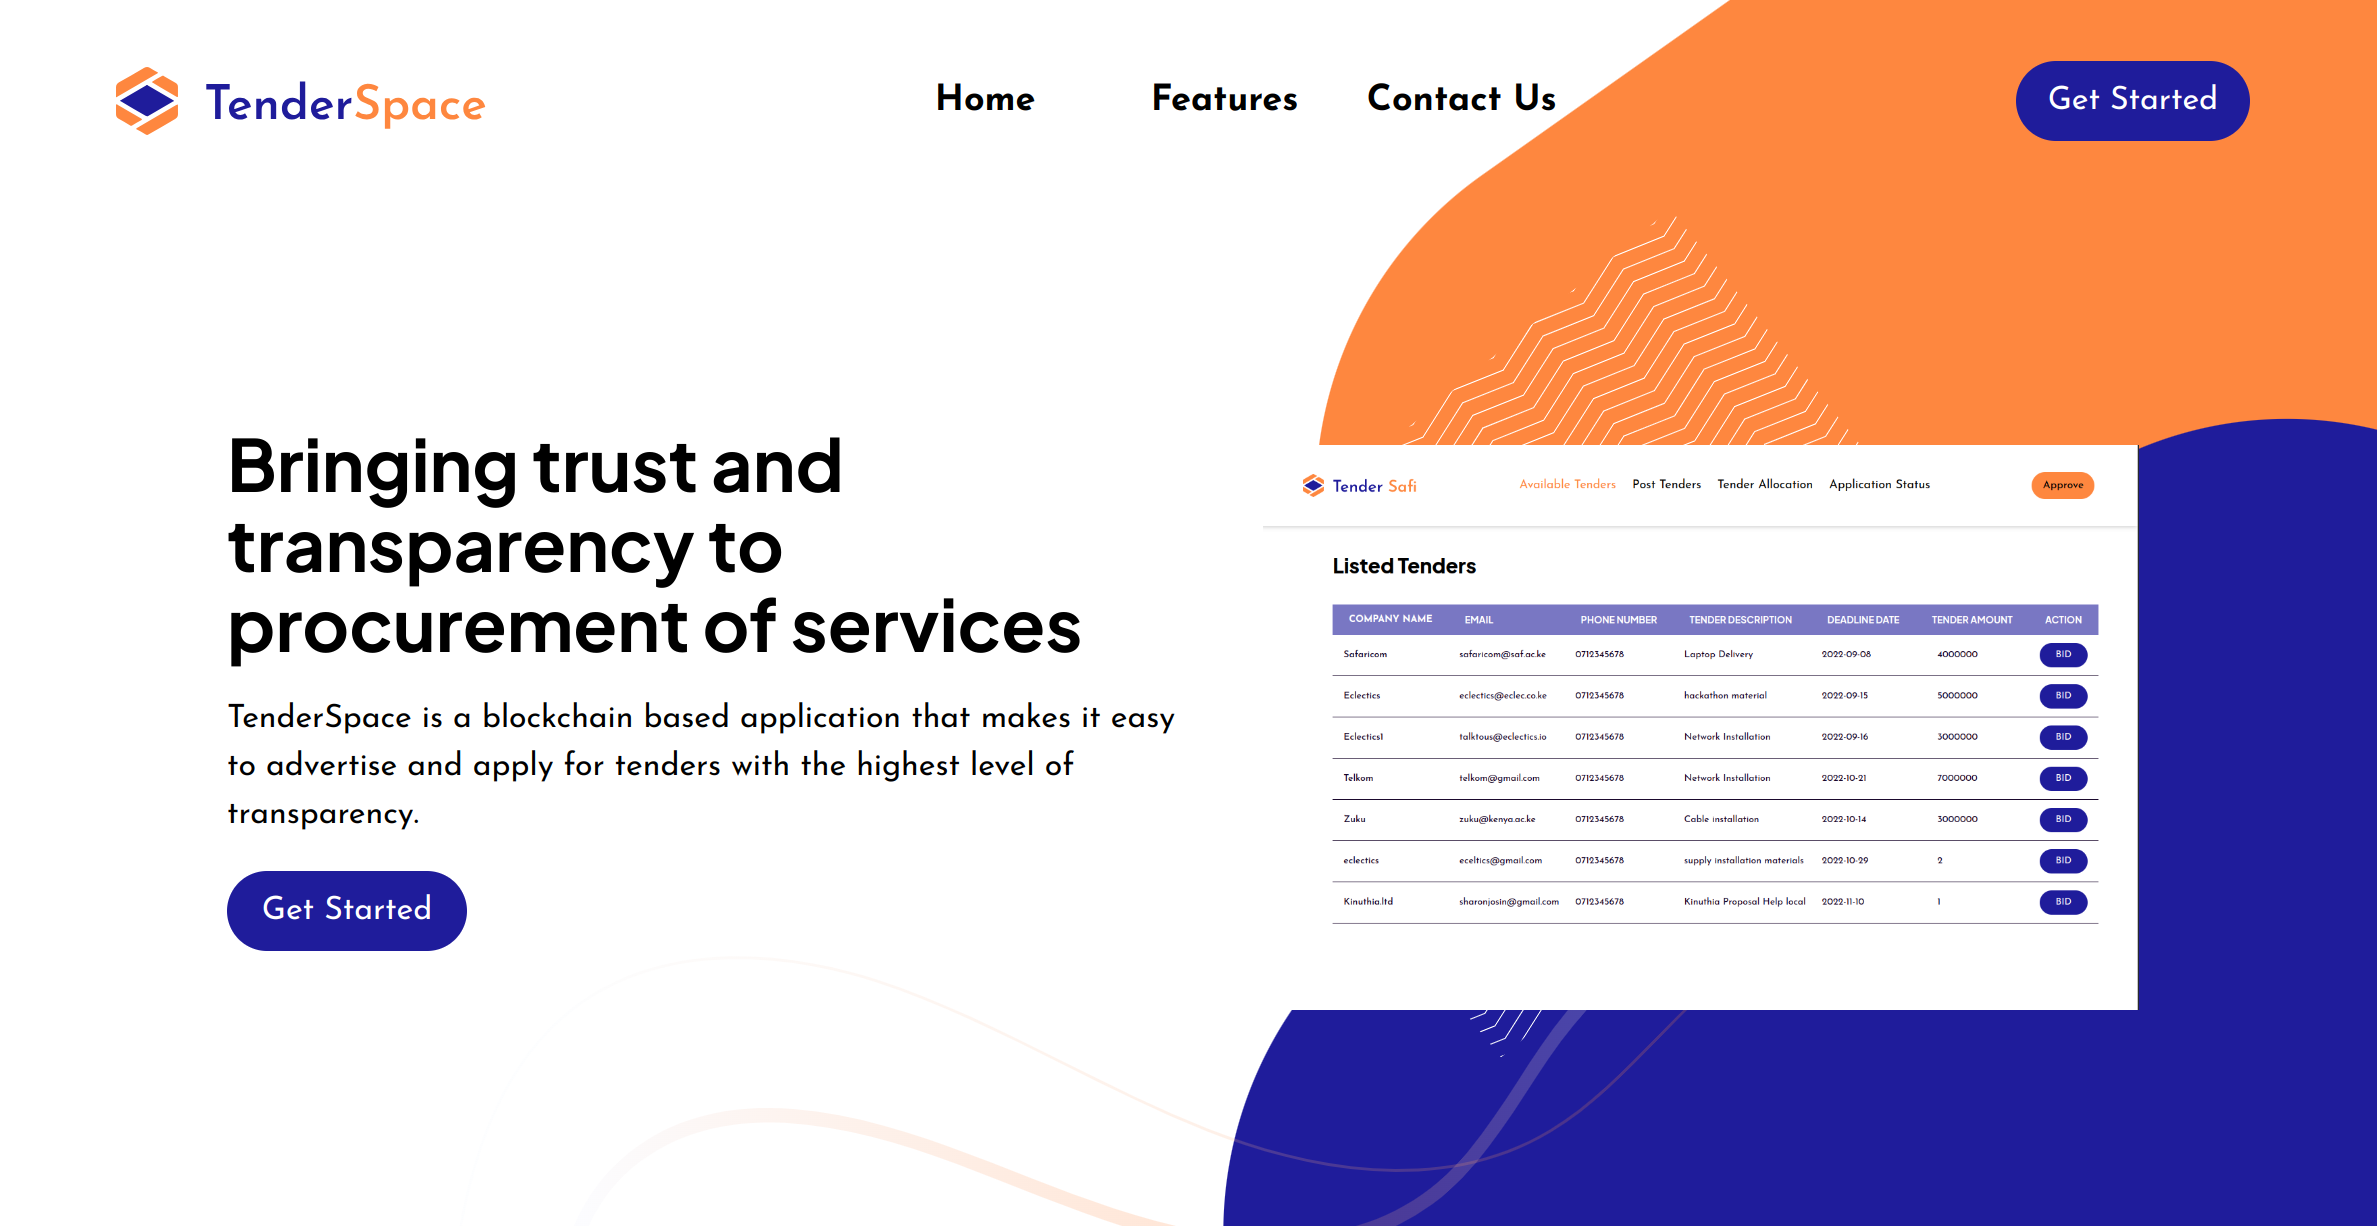 TenderSpace
Home Features Contact Us
Get Started
Bringing trust and
transparency to
procurement of services
TenderSpace is a blockchain based application that makes it easy
to advertise and apply for tenders with the highest level of
transparency.
Get Started
Tender Safi
Available Tenders Post Tenders Tender Allocation Application Status
Approve
Listed Tenders
COMPANY NAME EMAIL PHONE NUMBER TENDER DESCRIPTION DEADLINE DATE TENDER AMOUNT ACTION
Safaricom safaricom@saf.ac.ke 0712345678 Laptop Delivery 2022-09-08 4000000 BID
Eclectics eclectics@eclec.co.ke 0712345678 hackathon material 2022-09-15 5000000 BID
Eclectics1 talktous@eclectics.io 0712345678 Network Installation 2022-09-16 3000000 BID
Telkom telkom@gmail.com 0712345678 Network Installation 2022-10-21 7000000 BID
Zuku zuku@kenya.ac.ke 0712345678 Cable installation 2022-10-14 3000000 BID
eclectics eceltics@gmail.com 0712345678 supply installation materials 2022-10-29 2 BID
Kinuthia.ltd sharonjosin@gmail.com 0712345678 Kinuthia Proposal Help local 2022-11-10 1 BID